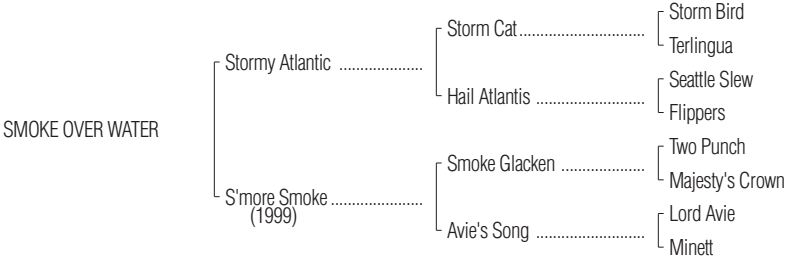 Storm Bird
Storm Cat..............................
Terlingua
Stormy Atlantic ....................
Seattle Slew
Hail Atlantis ..........................
Flippers
SMOKE OVER WATER
Two Punch
Smoke Glacken ....................
Majesty's Crown
S'more Smoke......................
(1999)
Lord Avie
Avie's Song ..........................
Minett